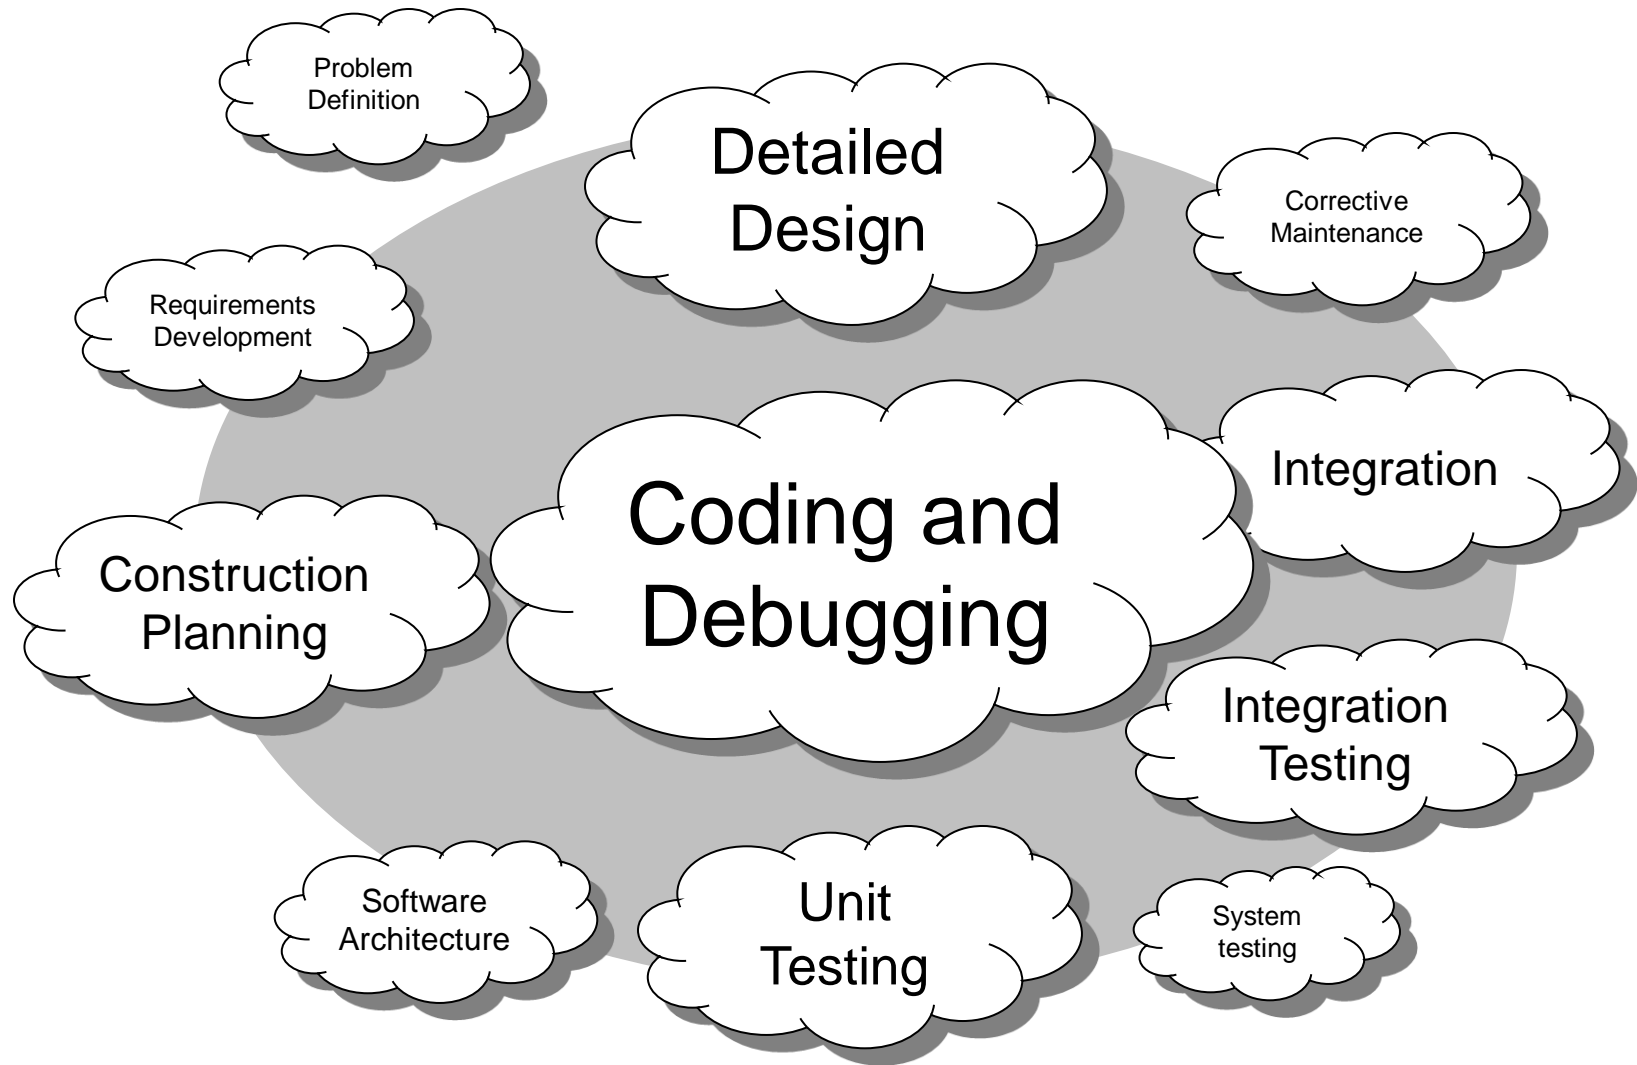 Problem
Definition
Detailed
Design
Corrective
Maintenance
Requirements
Development
Integration
Coding and
Debugging
Construction
Planning
Integration
Testing
Software
Architecture
Unit
Testing
System
testing